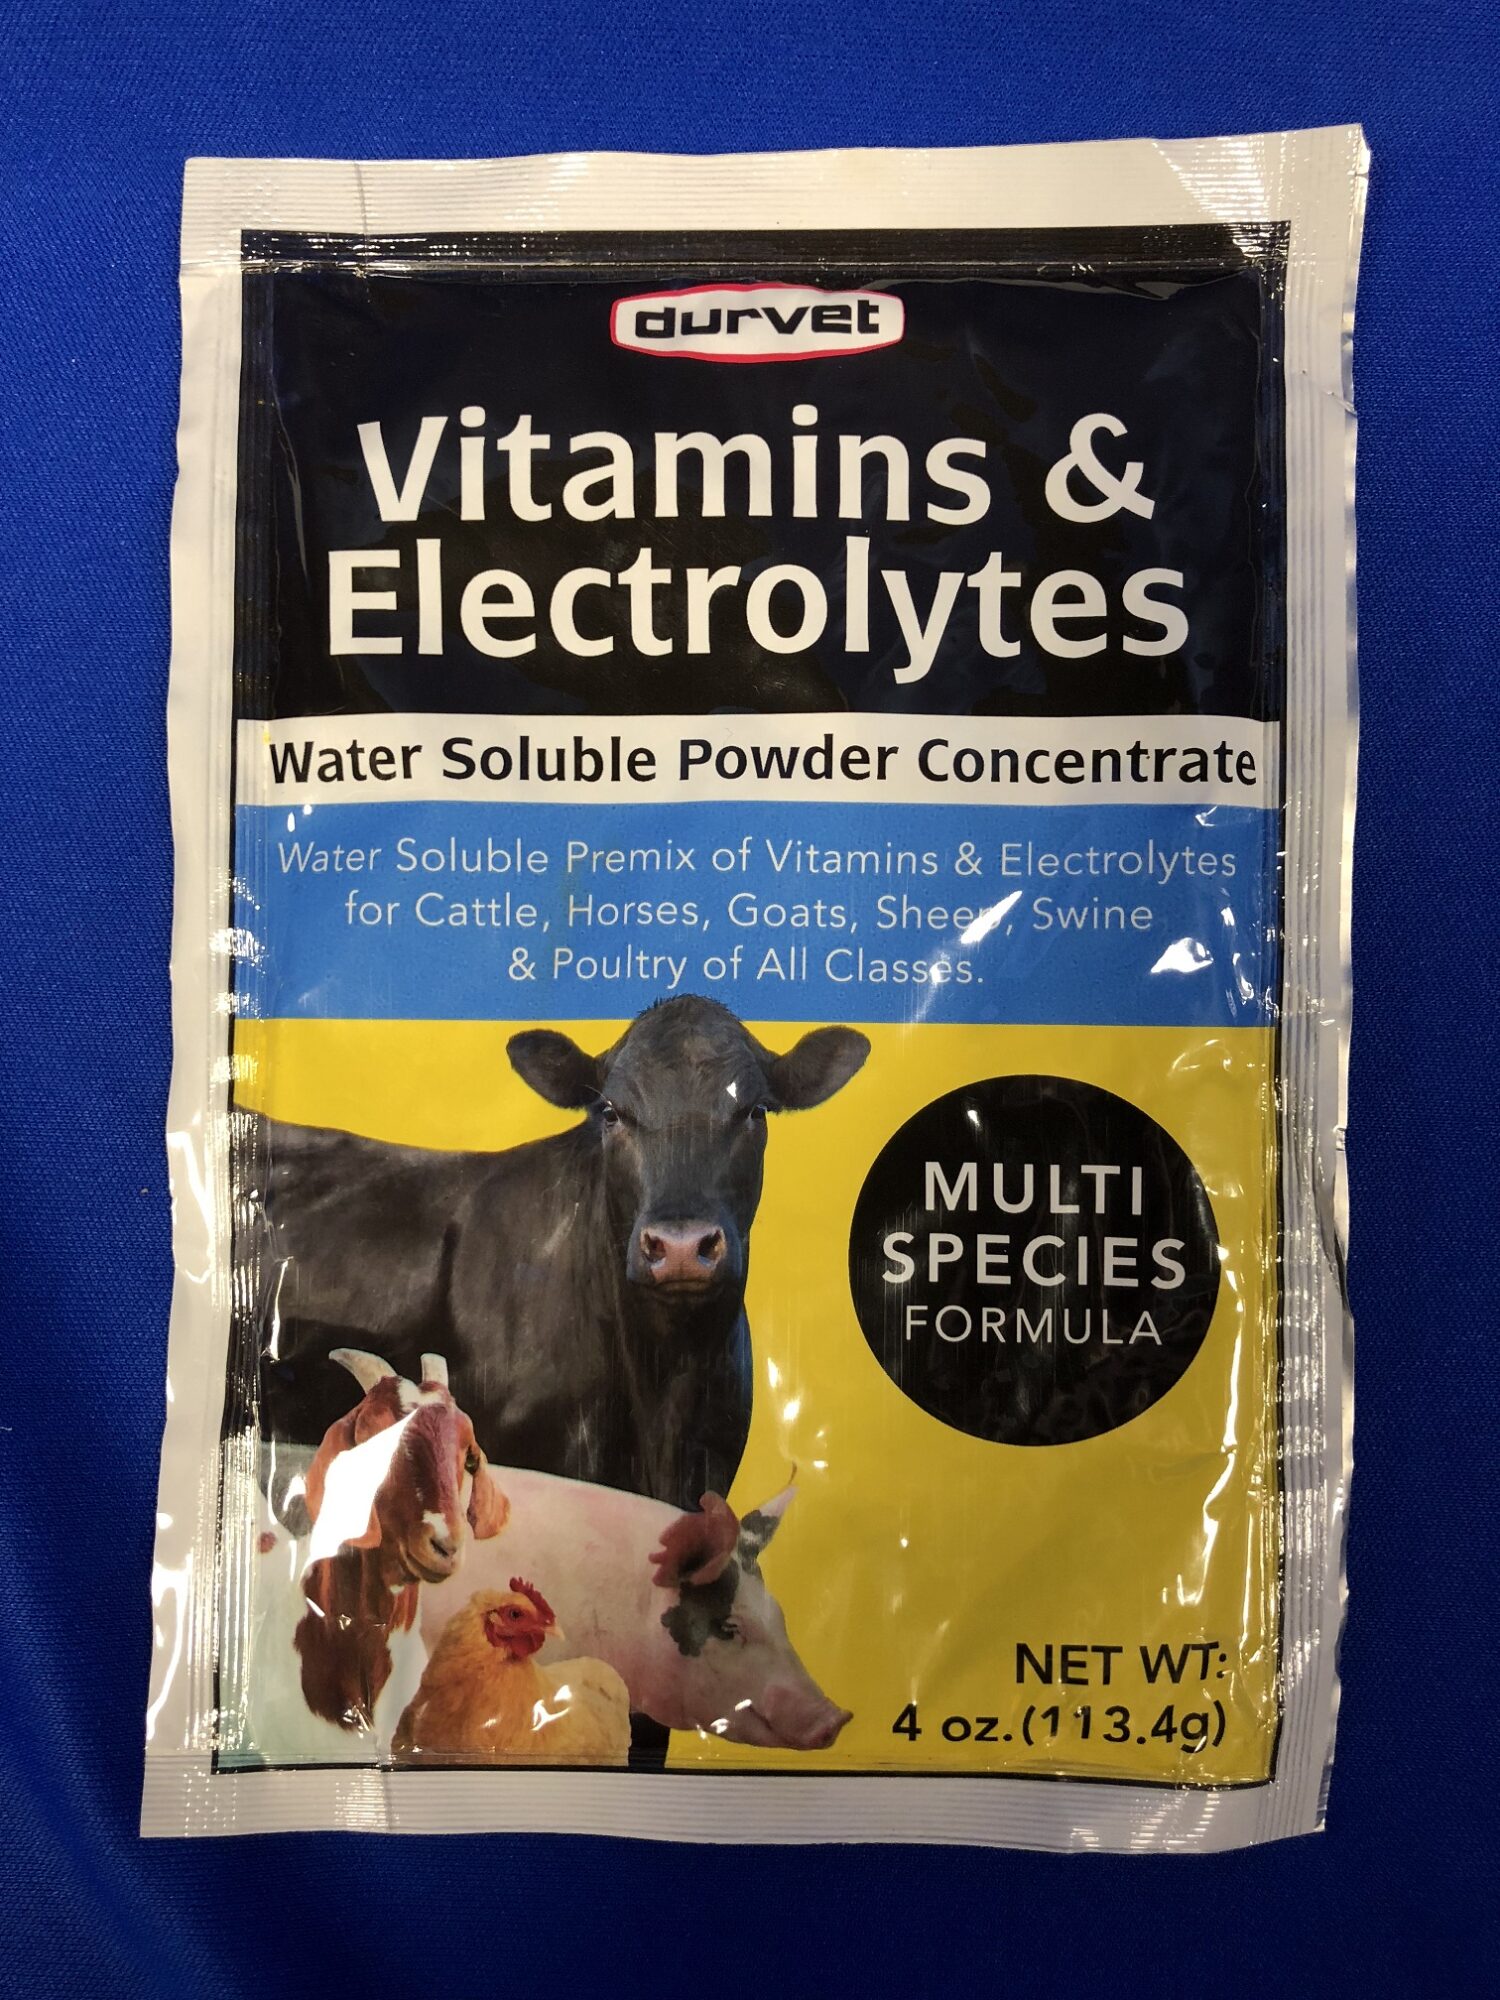 durvet
Vitamins &
Electrolytes
Water Soluble Powder Concentrate
Water Soluble Premix of Vitamins & Electrolytes
for Cattle, Horses, Goats, Sheep, Swine
& Poultry of All Classes.
MULTI
SPECIES
FORMULA
NET WT:
4 oz.(113.4g)